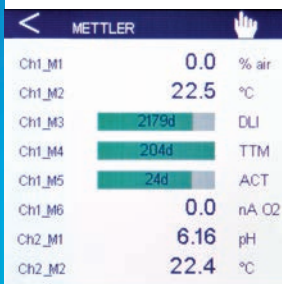 < METTLER
Ch1_M1 0.0 % air
Ch1_M2 22.5 °C
Ch1_M3 2179d DLI
Ch1_M4 204d TTM
Ch1_M5 24d ACT
Ch1_M6 0.0 nA O2
Ch2_M1 6.16 pH
Ch2_M2 22.4 °C